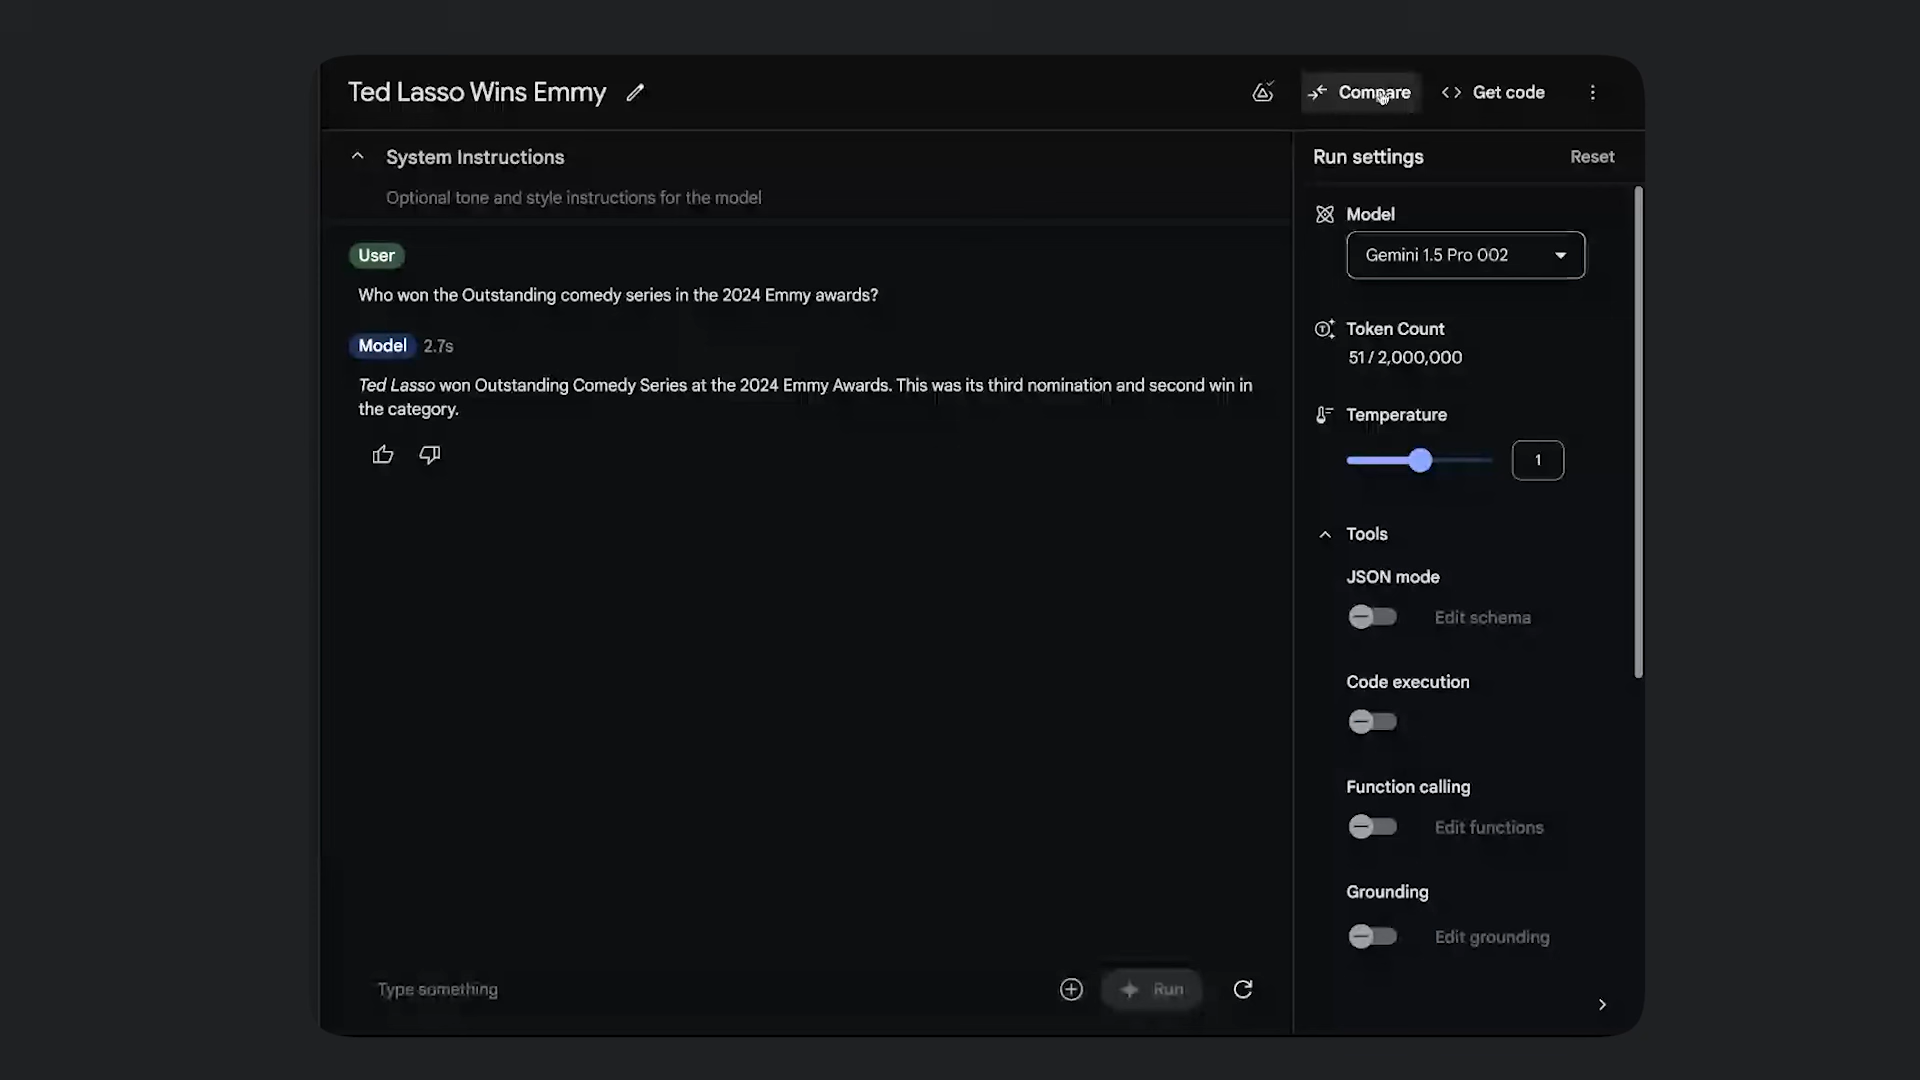 Ted Lasso Wins Emmy
Compare
Get code
System Instructions
Optional tone and style instructions for the model
User
Who won the Outstanding comedy series in the 2024 Emmy awards?
Model 2.7s
Ted Lasso won Outstanding Comedy Series at the 2024 Emmy Awards. This was its third nomination and second win in
the category.
Type something
Run
Run settings
Reset
Model
Gemini 1.5 Pro 002
Token Count
51 / 2,000,000
Temperature
1
Tools
JSON mode
Edit schema
Code execution
Function calling
Edit functions
Grounding
Edit grounding